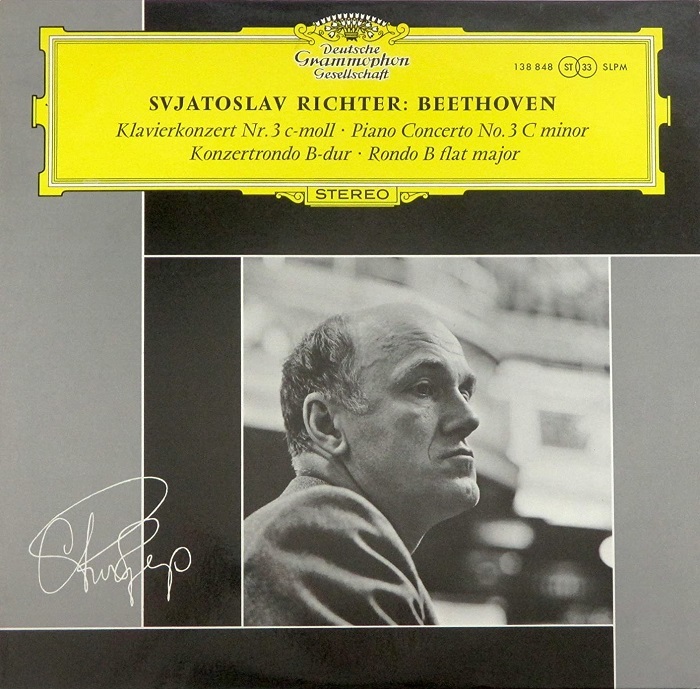 Deutsche
Grammophon
Gesellschaft
138 848 ST 33 SLPM
SVJATOSLAV RICHTER: BEETHOVEN
Klavierkonzert Nr. 3 c-moll · Piano Concerto No. 3 C minor
Konzertrondo B-dur · Rondo B flat major
STEREO